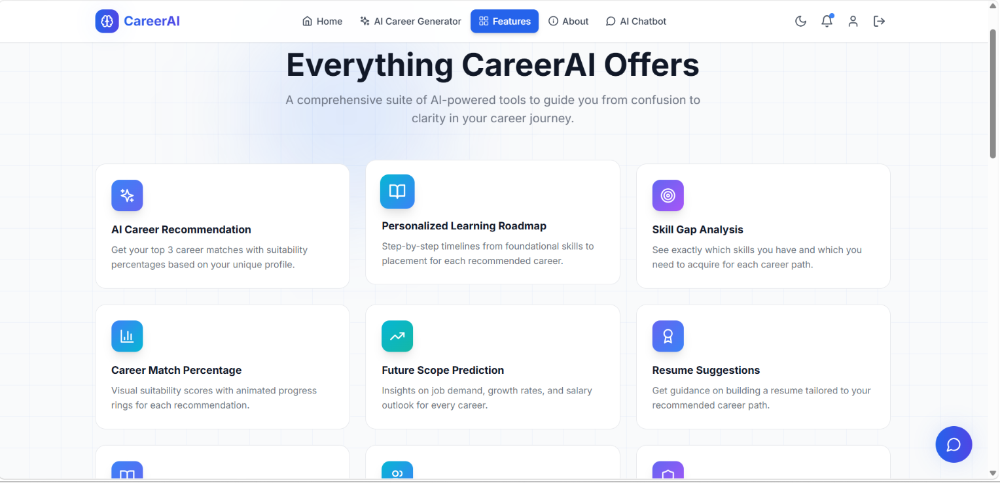 CareerAI
Home
AI Career Generator
Features
About
AI Chatbot
Everything CareerAI Offers
A comprehensive suite of AI-powered tools to guide you from confusion to
clarity in your career journey.
AI Career Recommendation
Get your top 3 career matches with suitability
percentages based on your unique profile.
Personalized Learning Roadmap
Step-by-step timelines from foundational skills to
placement for each recommended career.
Skill Gap Analysis
See exactly which skills you have and which you
need to acquire for each career path.
Career Match Percentage
Visual suitability scores with animated progress
rings for each recommendation.
Future Scope Prediction
Insights on job demand, growth rates, and salary
outlook for every career.
Resume Suggestions
Get guidance on building a resume tailored to your
recommended career path.